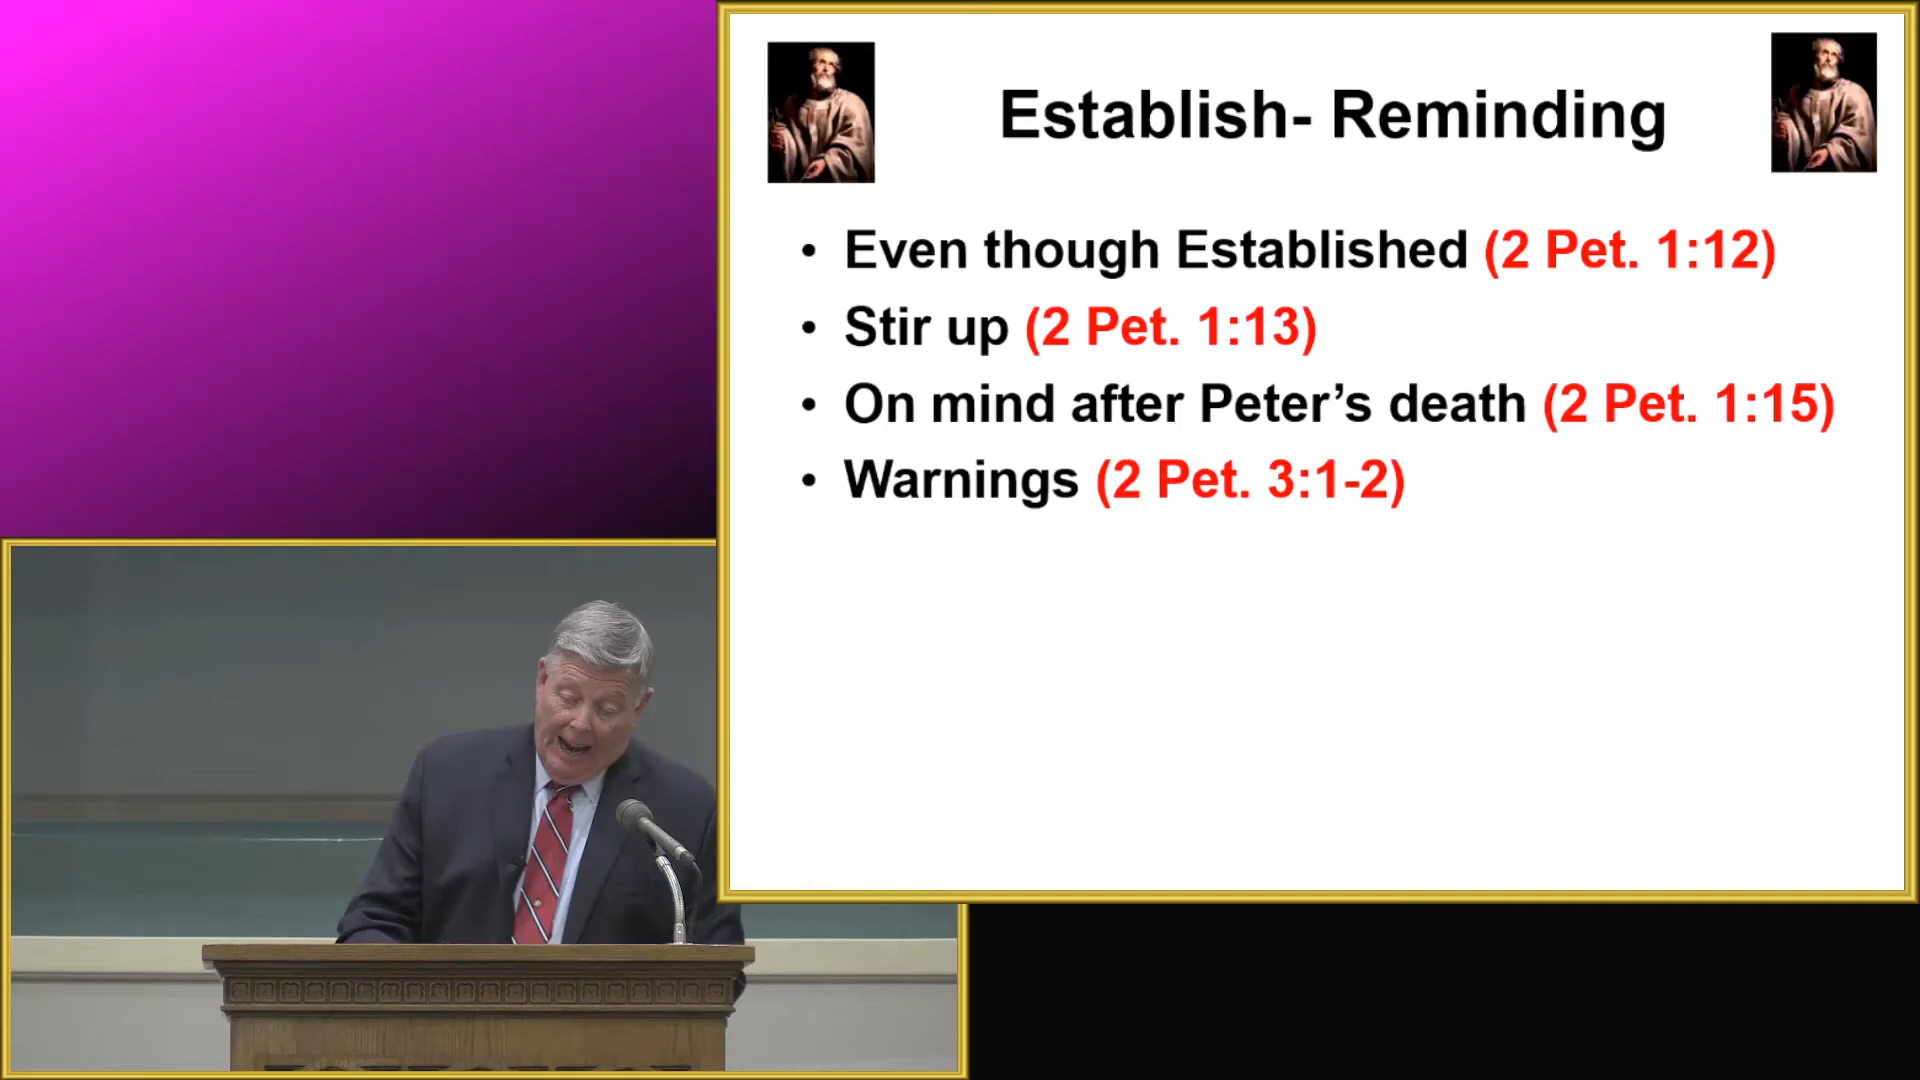 Establish- Reminding
• Even though Established (2 Pet. 1:12)
• Stir up (2 Pet. 1:13)
• On mind after Peter’s death (2 Pet. 1:15)
• Warnings (2 Pet. 3:1-2)